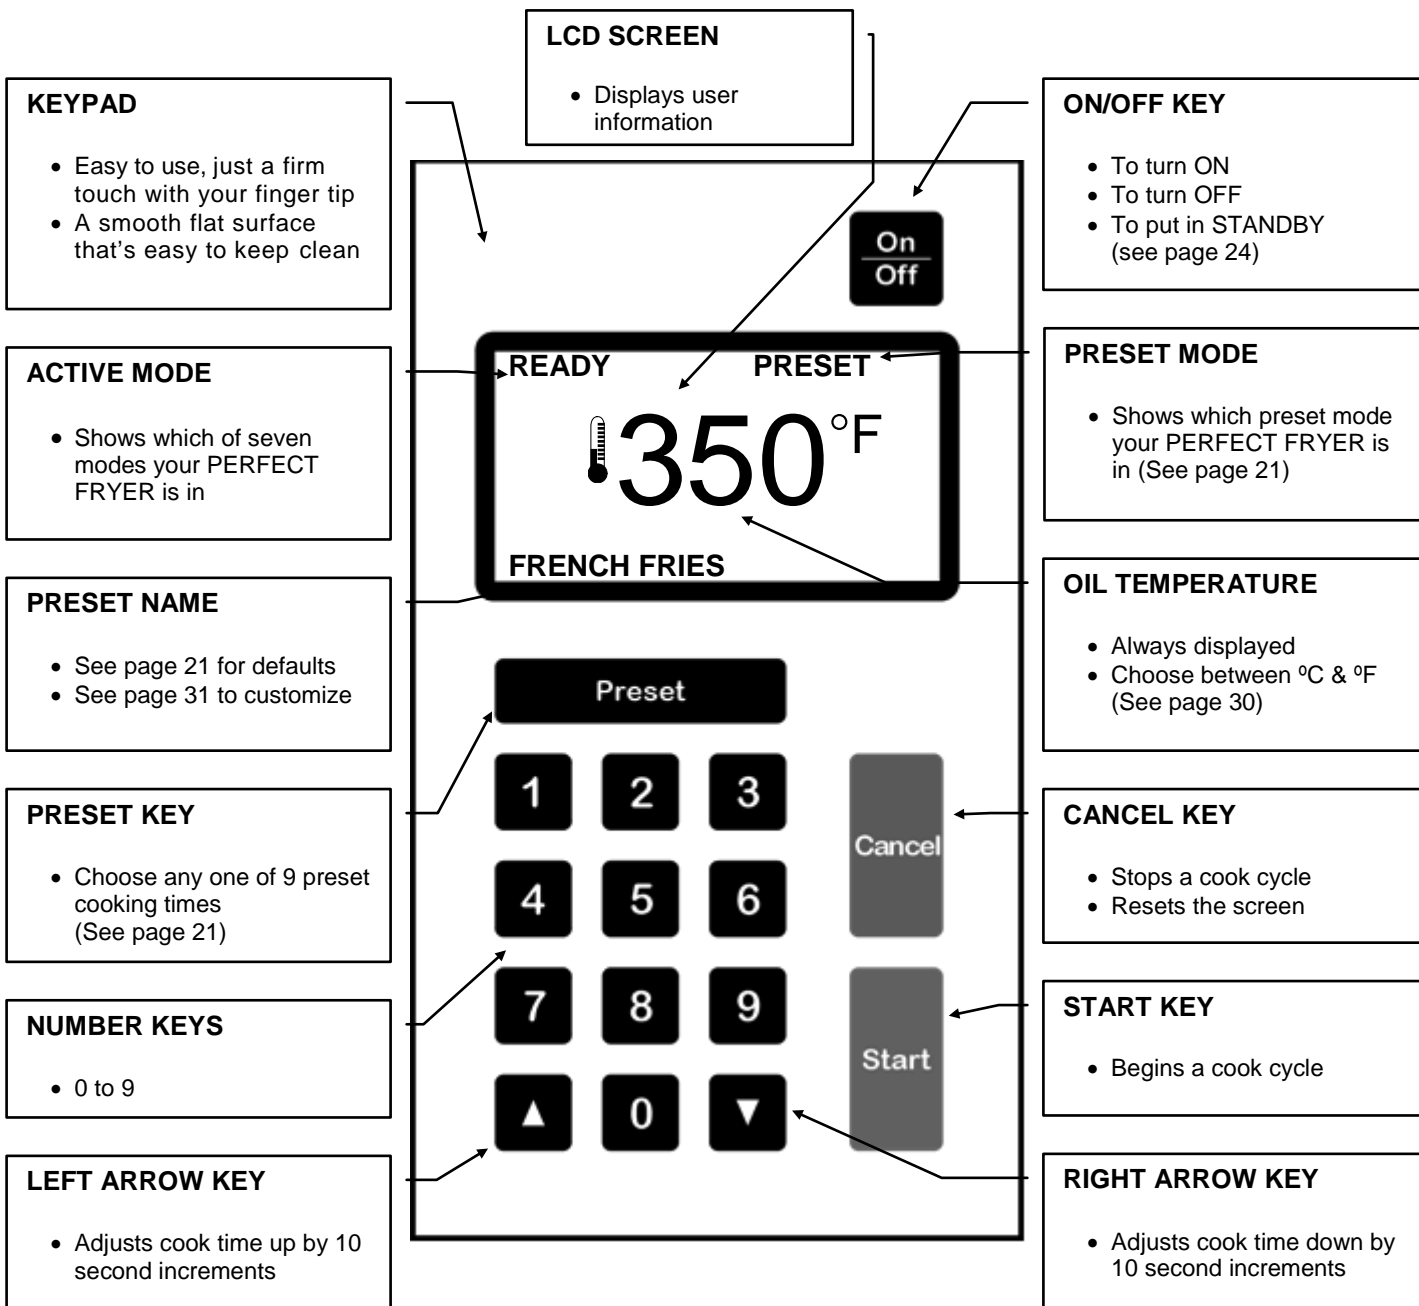 LCD SCREEN
• Displays user
information
KEYPAD
• Easy to use, just a firm
touch with your finger tip
• A smooth flat surface
that's easy to keep clean
ON/OFF KEY
• To turn ON
• To turn OFF
• To put in STANDBY
(see page 24)
On
Off
ACTIVE MODE
• Shows which of seven
modes your PERFECT
FRYER is in
READY PRESET
350°F
FRENCH FRIES
PRESET MODE
• Shows which preset mode
your PERFECT FRYER is
in (See page 21)
PRESET NAME
• See page 21 for defaults
• See page 31 to customize
OIL TEMPERATURE
• Always displayed
• Choose between ºC & ºF
(See page 30)
Preset
1 2 3
4 5 6
7 8 9
▲ 0 ▼
Cancel
Start
PRESET KEY
• Choose any one of 9 preset
cooking times
(See page 21)
CANCEL KEY
• Stops a cook cycle
• Resets the screen
NUMBER KEYS
• 0 to 9
START KEY
• Begins a cook cycle
LEFT ARROW KEY
• Adjusts cook time up by 10
second increments
RIGHT ARROW KEY
• Adjusts cook time down by
10 second increments